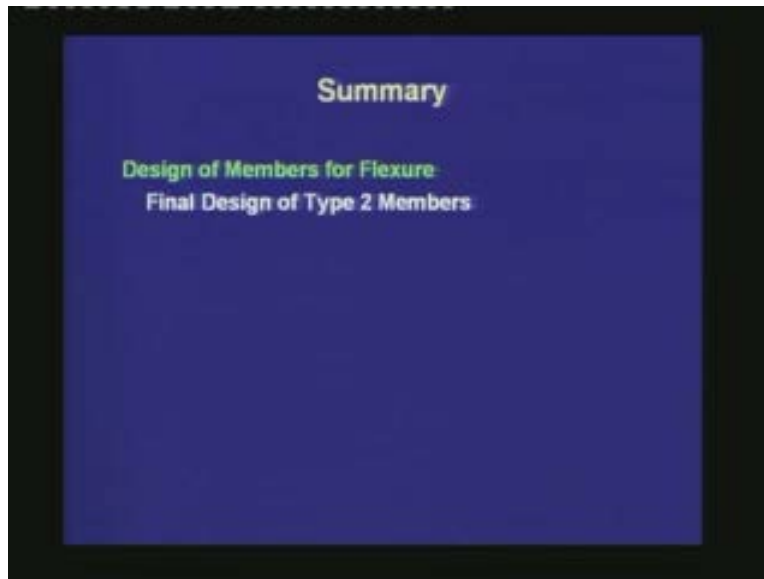 Summary
Design of Members for Flexure
Final Design of Type 2 Members